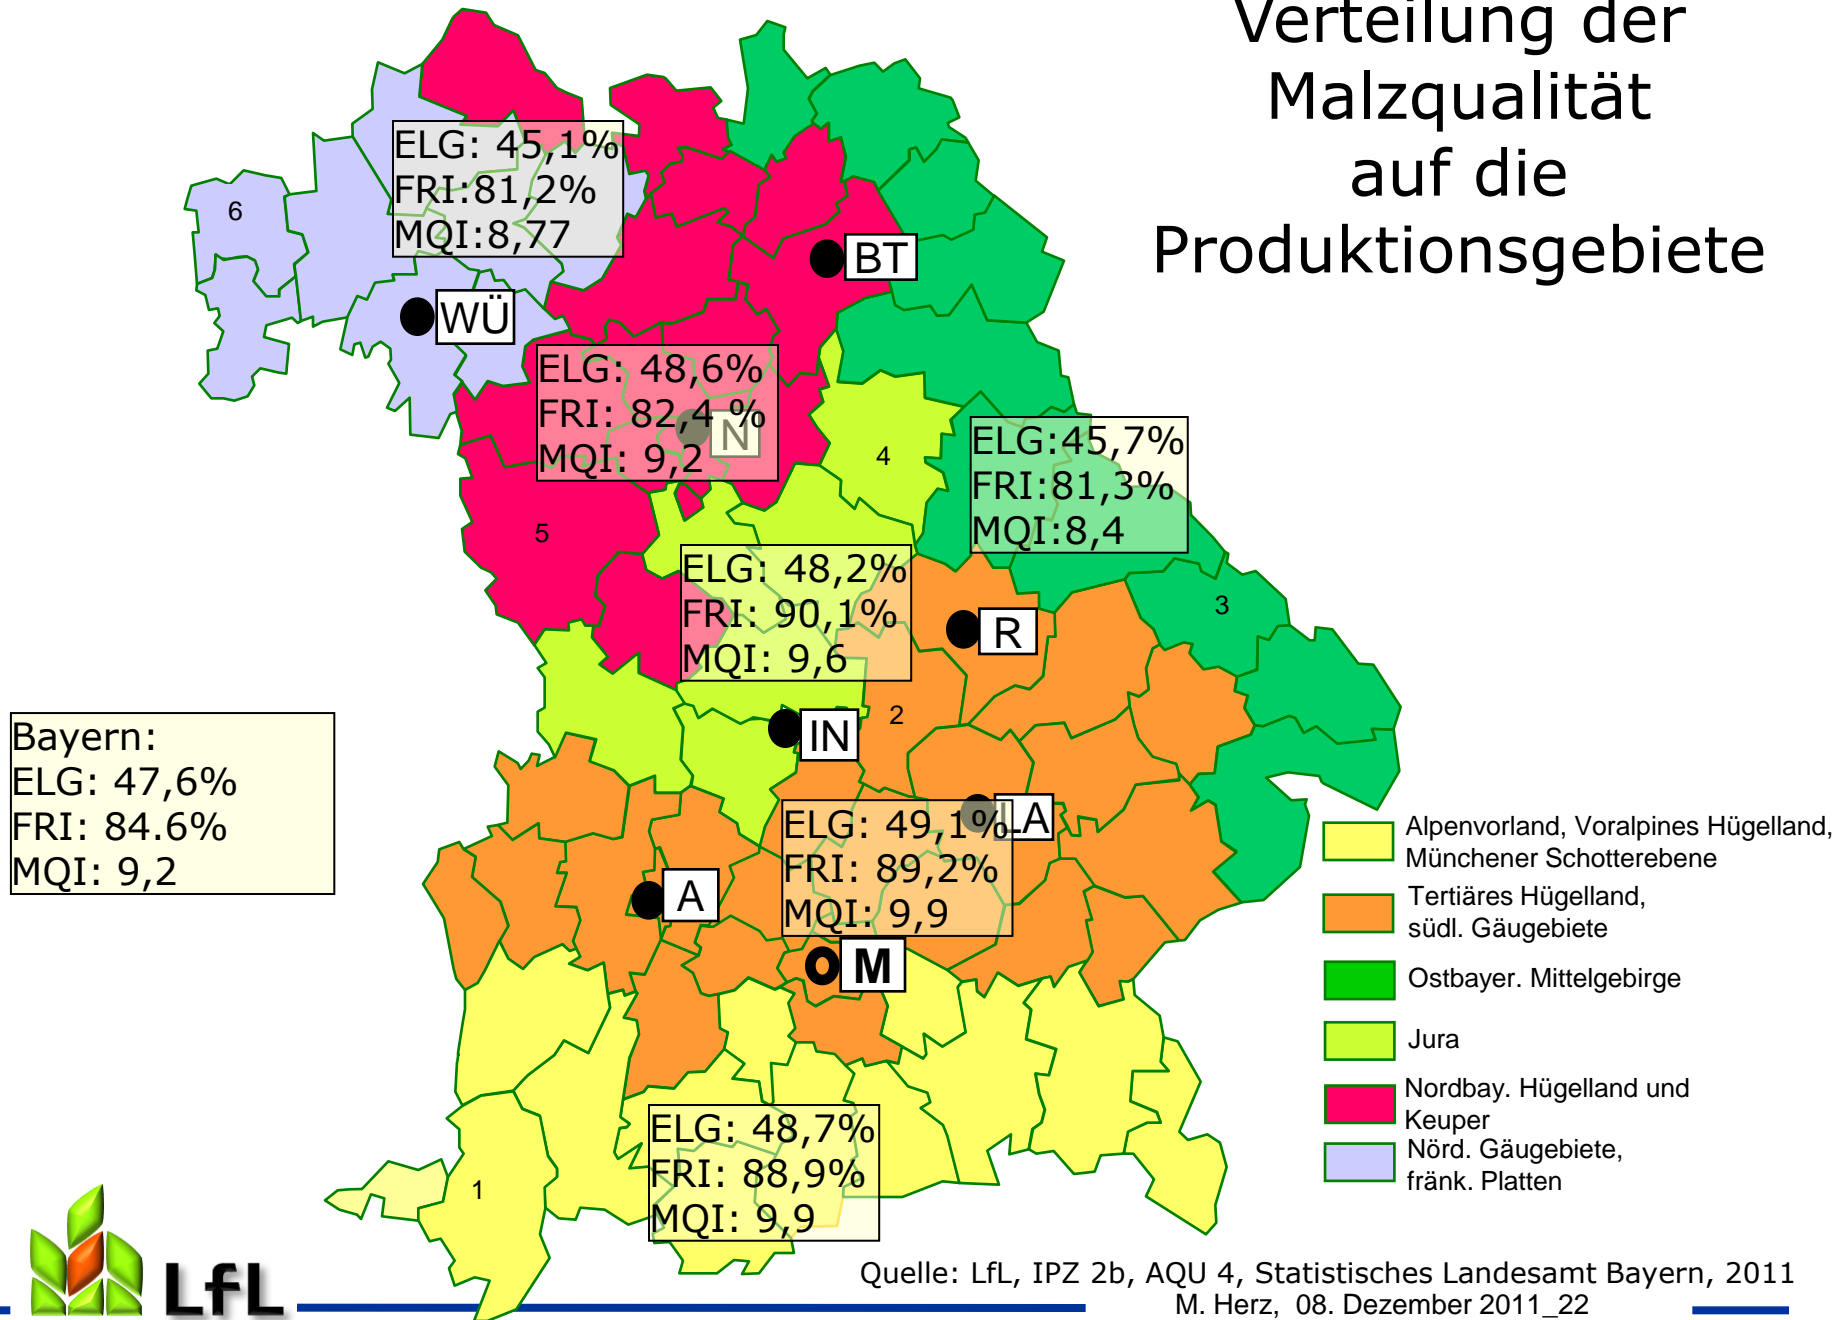 Verteilung der
Malzqualität
auf die
Produktionsgebiete
ELG: 45,1%
FRI:81,2%
MQI:8,77
6
BT
WÜ
ELG: 48,6%
FRI: 82,4 %
MQI: 9,2
N
4
ELG:45,7%
FRI:81,3%
MQI:8,4
5
ELG: 48,2%
FRI: 90,1%
MQI: 9,6
3
R
2
IN
Bayern:
ELG: 47,6%
FRI: 84.6%
MQI: 9,2
ELG: 49,1%
FRI: 89,2%
MQI: 9,9
LA
A
M
Alpenvorland, Voralpines Hügelland,
Münchener Schotterebene
Tertiäres Hügelland,
südl. Gäugebiete
Ostbayer. Mittelgebirge
Jura
Nordbay. Hügelland und
Keuper
Nörd. Gäugebiete,
fränk. Platten
ELG: 48,7%
FRI: 88,9%
MQI: 9,9
1
LfL
Quelle: LfL, IPZ 2b, AQU 4, Statistisches Landesamt Bayern, 2011
M. Herz, 08. Dezember 2011_22